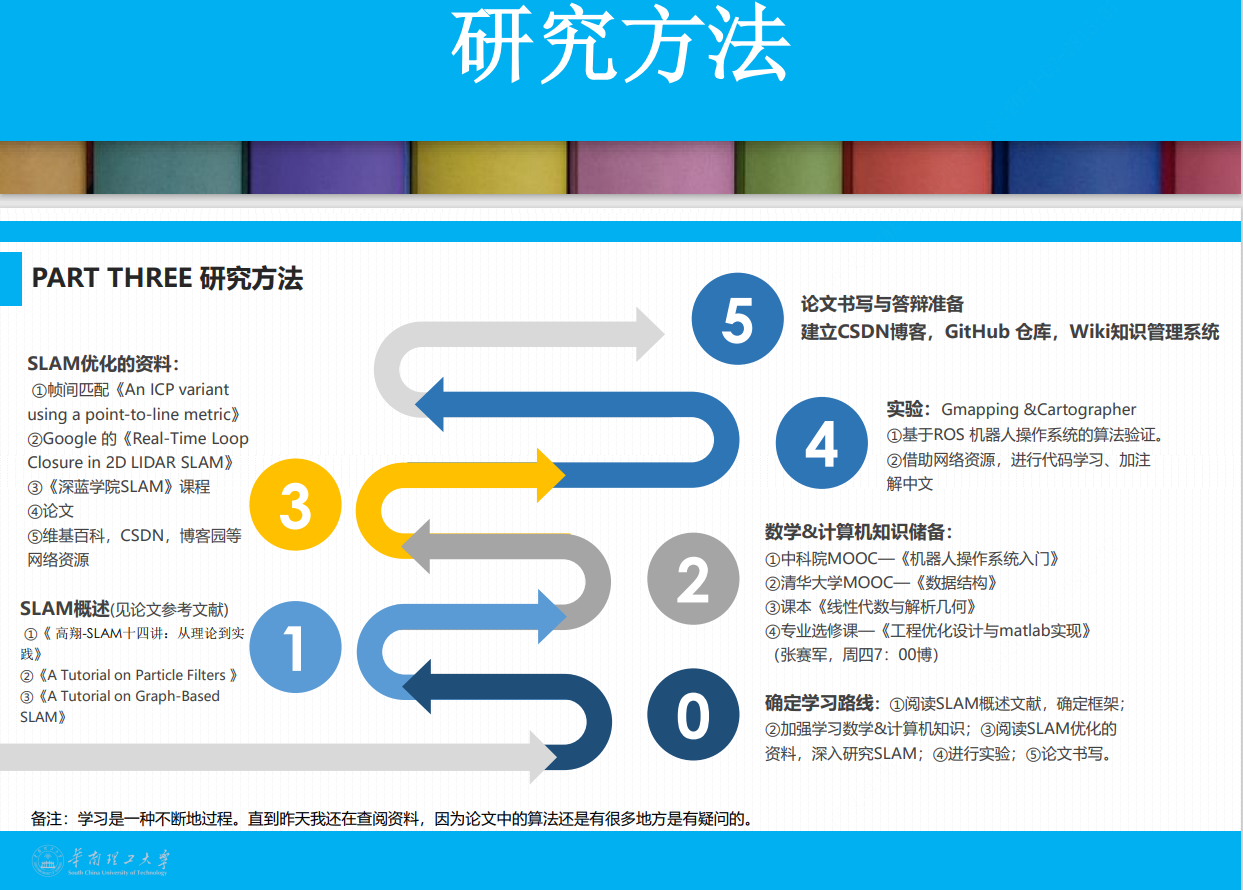 研究方法
PART THREE 研究方法
5
论文书写与答辩准备
建立CSDN博客，GitHub 仓库，Wiki知识管理系统
SLAM优化的资料：
①帧间匹配《An ICP variant
using a point-to-line metric》
②Google 的《Real-Time Loop
Closure in 2D LIDAR SLAM》
③《深蓝学院SLAM》课程
④论文
⑤维基百科，CSDN，博客园等
网络资源
3
4
实验：Gmapping &Cartographer
①基于ROS 机器人操作系统的算法验证。
②借助网络资源，进行代码学习、加注
解中文
2
数学&计算机知识储备：
①中科院MOOC—《机器人操作系统入门》
②清华大学MOOC—《数据结构》
③课本《线性代数与解析几何》
④专业选修课—《工程优化设计与matlab实现》
（张赛军，周四7：00博）
SLAM概述(见论文参考文献)
①《 高翔-SLAM十四讲：从理论到实
践》
②《A Tutorial on Particle Filters 》
③《A Tutorial on Graph-Based
SLAM》
1
0
确定学习路线：①阅读SLAM概述文献，确定框架；
②加强学习数学&计算机知识；③阅读SLAM优化的
资料，深入研究SLAM；④进行实验；⑤论文书写。
备注：学习是一种不断地过程。直到昨天我还在查阅资料，因为论文中的算法还是有很多地方是有疑问的。
华南理工大学
South China University of Technology